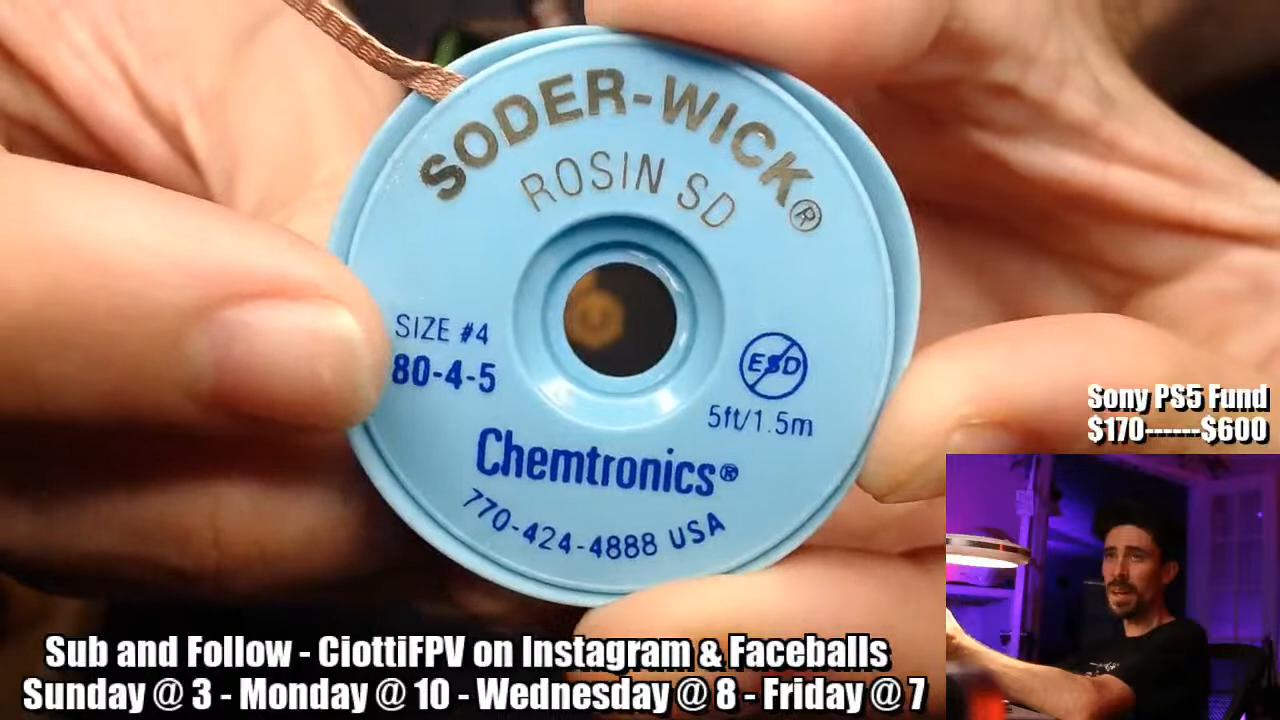 SODER-WICK®
ROSIN SD
SIZE #4
80-4-5
ESD
5ft/1.5m
Chemtronics®
770-424-4888 USA
Sony PS5 Fund
$170------$600
Sub and Follow - CiottiFPV on Instagram & Faceballs
Sunday @ 3 - Monday @ 10 - Wednesday @ 8 - Friday @ 7